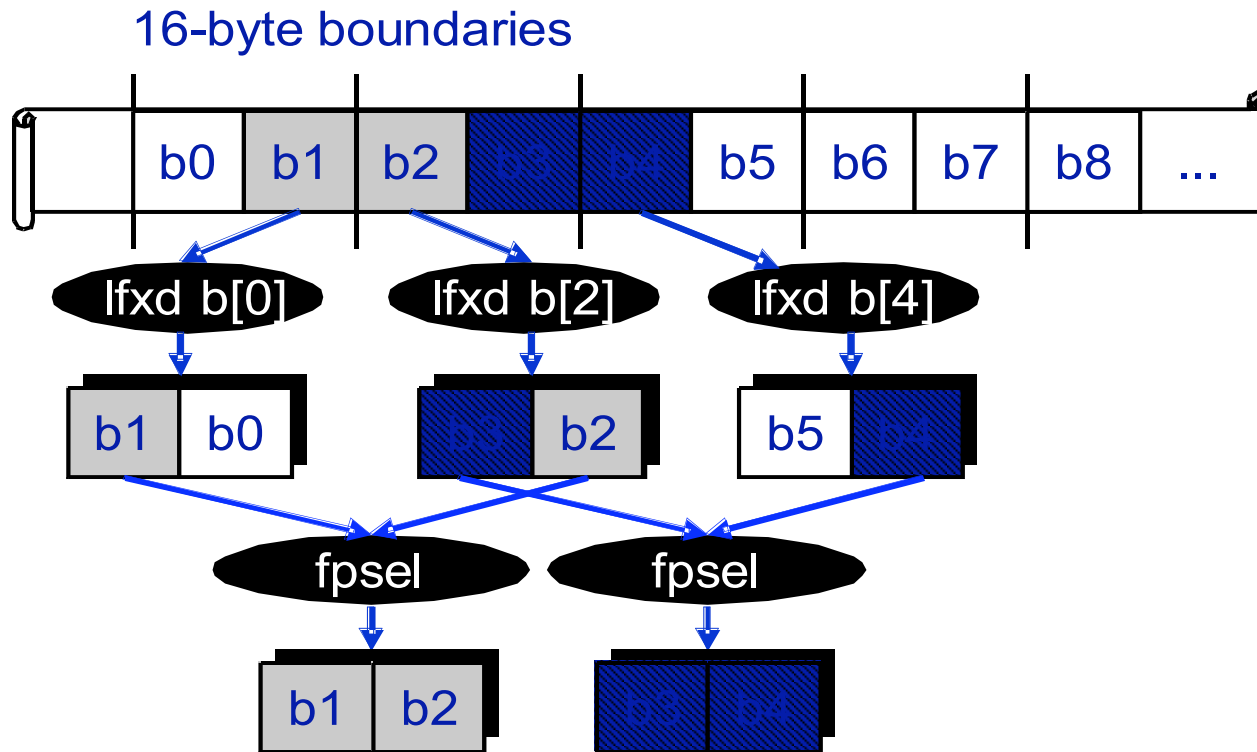 16-byte boundaries
b0 b1 b2 b3 b4 b5 b6 b7 b8 ...
lfxd b[0] lfxd b[2] lfxd b[4]
b1 b0 b3 b2 b5 b4
fpsel fpsel
b1 b2 b3 b4